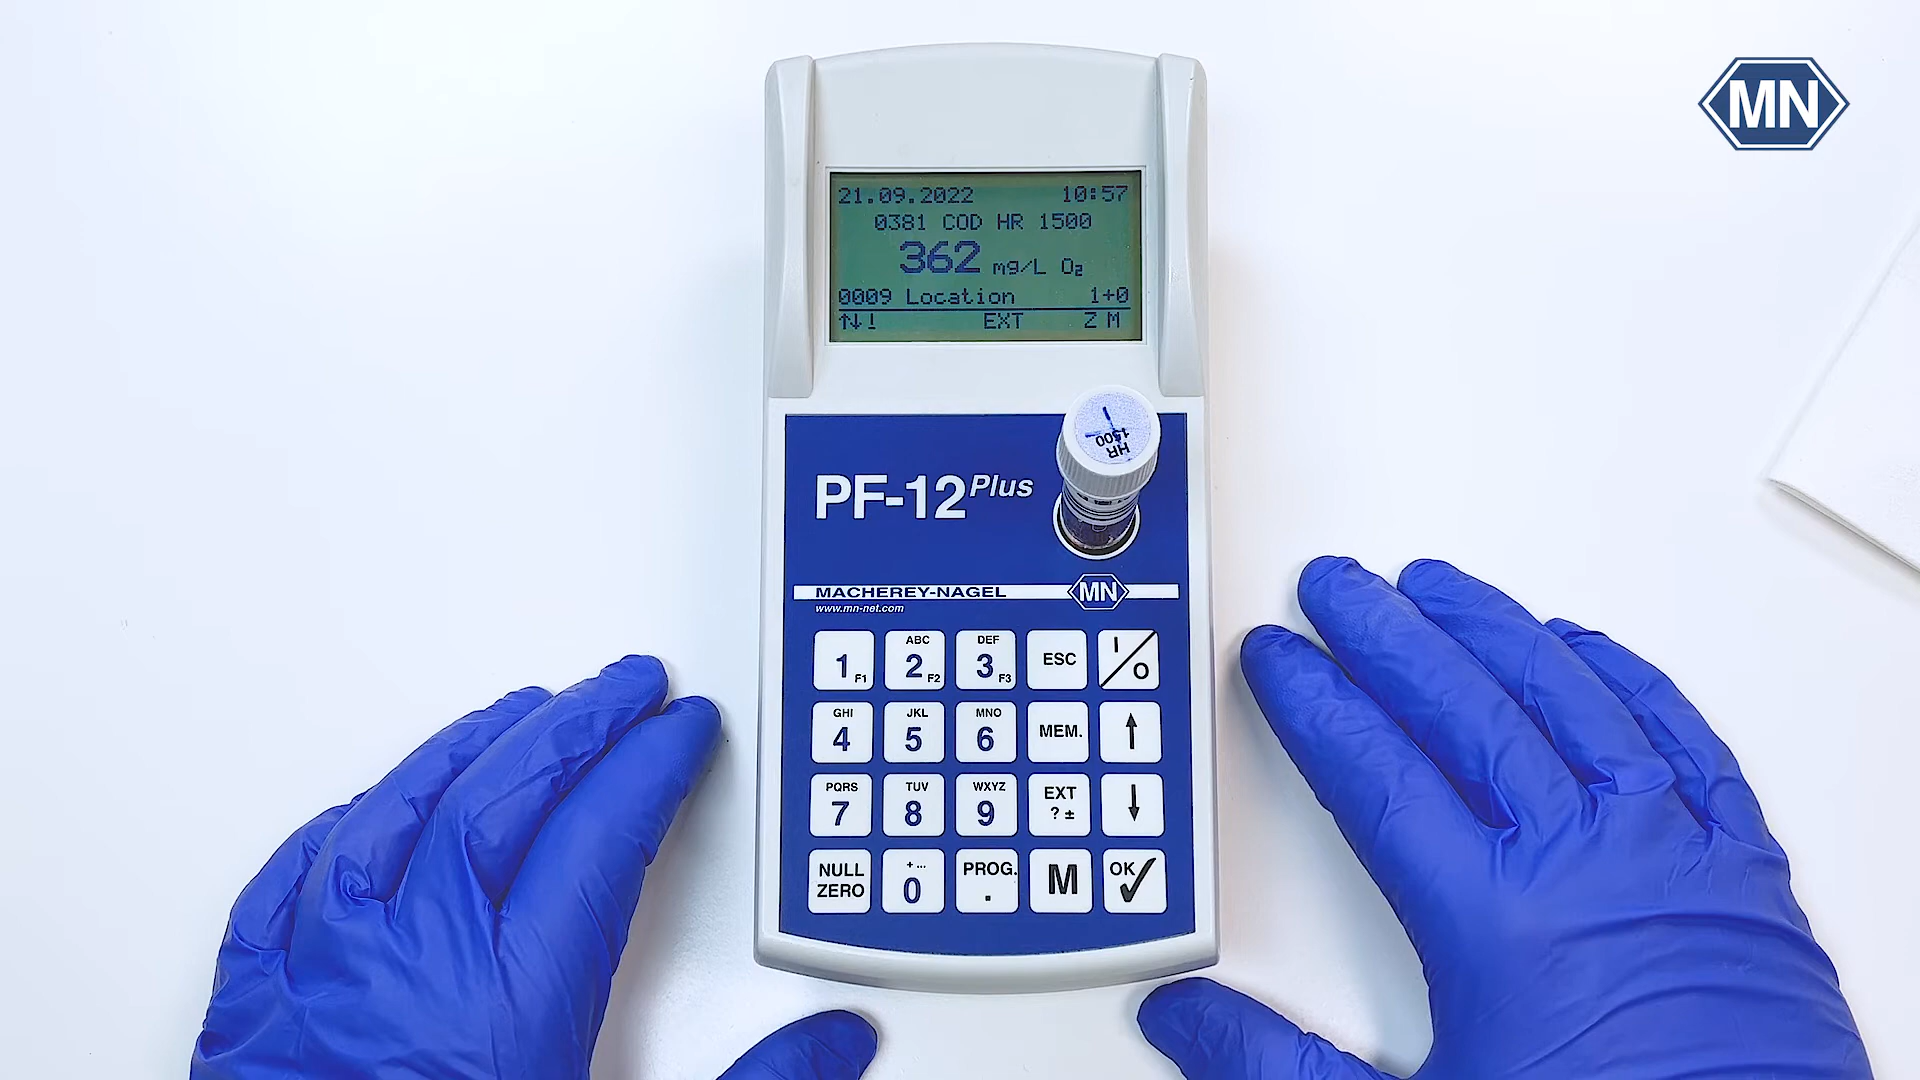 MN
21.09.2022 10:57
0381 COD HR 1500
362 mg/L O₂
0009 Location 1+0
↑↓! EXT Z M
HR
1500
PF-12 Plus
MACHEREY-NAGEL MN
www.mn-net.com
1 F1 ABC 2 F2 DEF 3 F3 ESC I/O
GHI 4 JKL 5 MNO 6 MEM. ↑
PQRS 7 TUV 8 WXYZ 9 EXT ? ± ↓
NULL ZERO + ... 0 PROG. . M OK